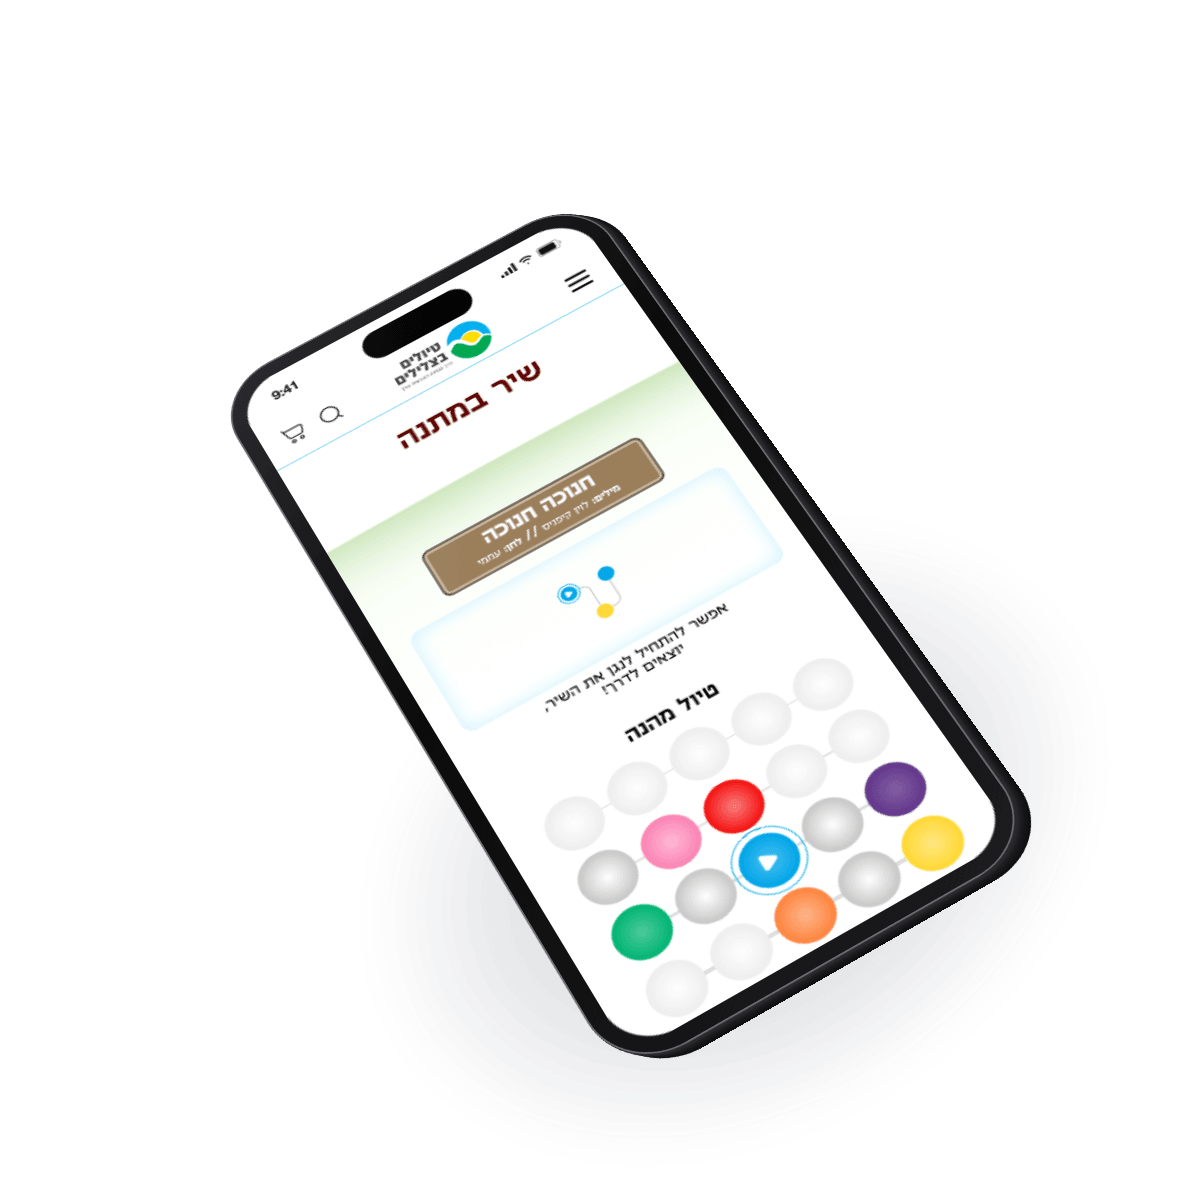 9:41
טיולים
בצלילים
שיר במתנה
חנוכה חנוכה
מילים: לוין קיפניס // לחן: עממי
אפשר להתחיל לנגן את השיר,
יוצאים לדרך!
טיול מהנה